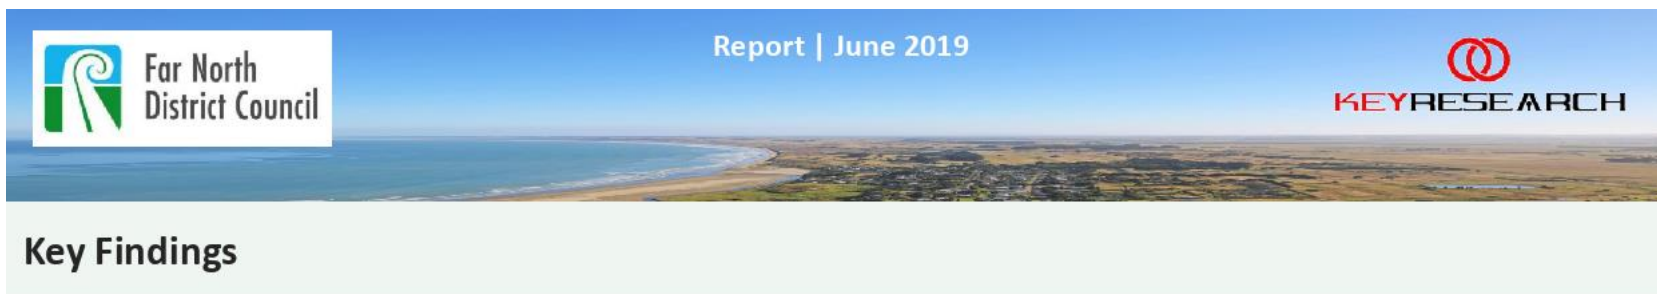 Far North
District Council
Report | June 2019
KEYRESEARCH
Key Findings